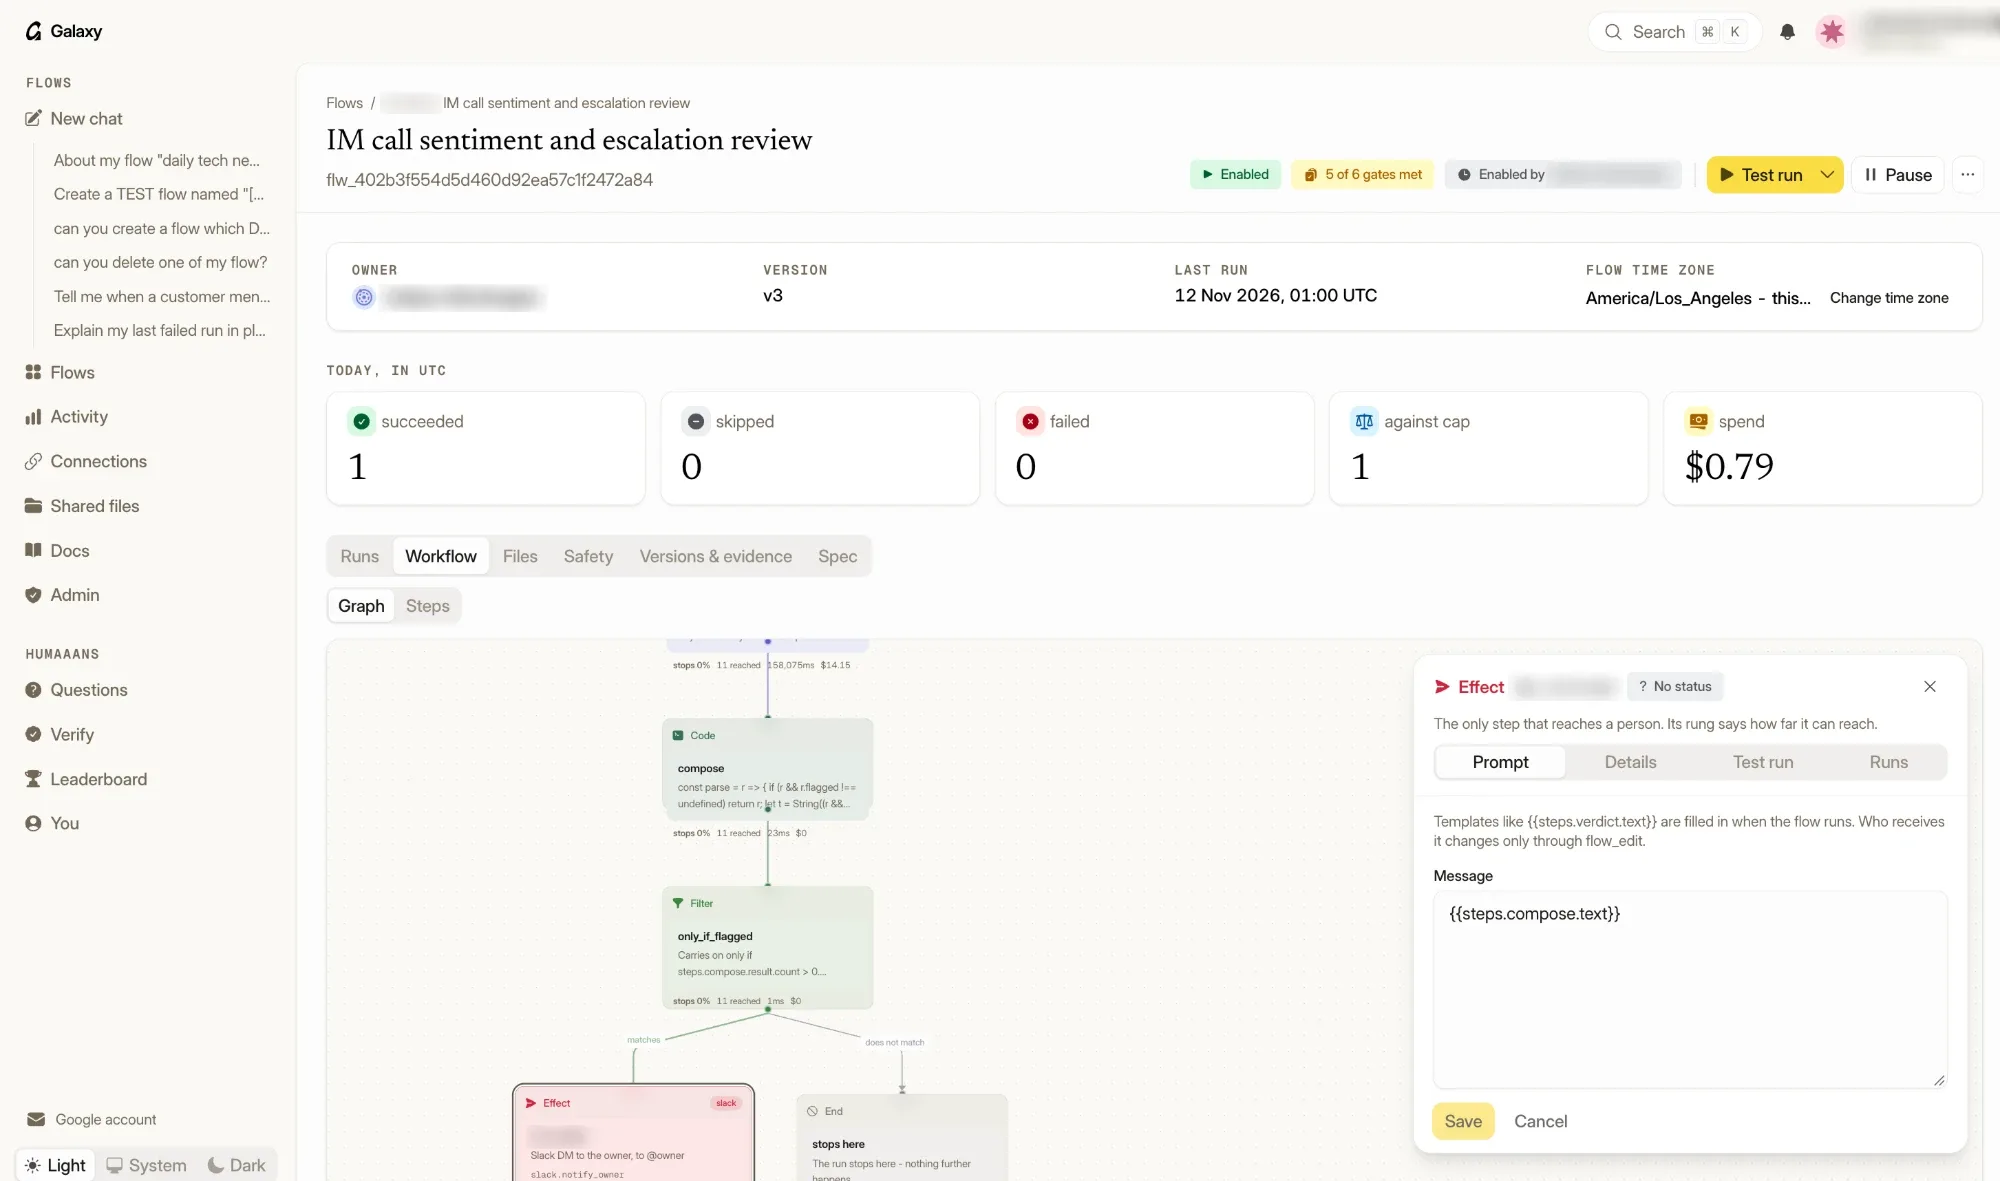 Galaxy
Search ⌘ K
FLOWS
New chat
About my flow "daily tech ne...
Create a TEST flow named "[...
can you create a flow which D...
can you delete one of my flow?
Tell me when a customer men...
Explain my last failed run in pl...
Flows
Activity
Connections
Shared files
Docs
Admin
HUMAAANS
Questions
Verify
Leaderboard
You
Google account
Light System Dark
Flows / IM call sentiment and escalation review
IM call sentiment and escalation review
flw_402b3f554d5d460d92ea57c1f2472a84
Enabled
5 of 6 gates met
Enabled by
Test run
Pause
OWNER
VERSION
v3
LAST RUN
12 Nov 2026, 01:00 UTC
FLOW TIME ZONE
America/Los_Angeles - this... Change time zone
TODAY, IN UTC
succeeded
1
skipped
0
failed
0
against cap
1
spend
$0.79
Runs Workflow Files Safety Versions & evidence Spec
Graph Steps
stops 0% 11 reached 158,075ms $14.15
Code
compose
const parse = r => { if (r && r.flagged !==
undefined) return r; let t = String((r &&...
stops 0% 11 reached 23ms $0
Filter
only_if_flagged
Carries on only if
steps.compose.result.count > 0....
stops 0% 11 reached 1ms $0
matches
does not match
Effect slack
Slack DM to the owner, to @owner
slack.notify_owner
End
stops here
The run stops here - nothing further
happens
Effect
? No status
The only step that reaches a person. Its rung says how far it can reach.
Prompt Details Test run Runs
Templates like {{steps.verdict.text}} are filled in when the flow runs. Who receives
it changes only through flow_edit.
Message
{{steps.compose.text}}
Save Cancel